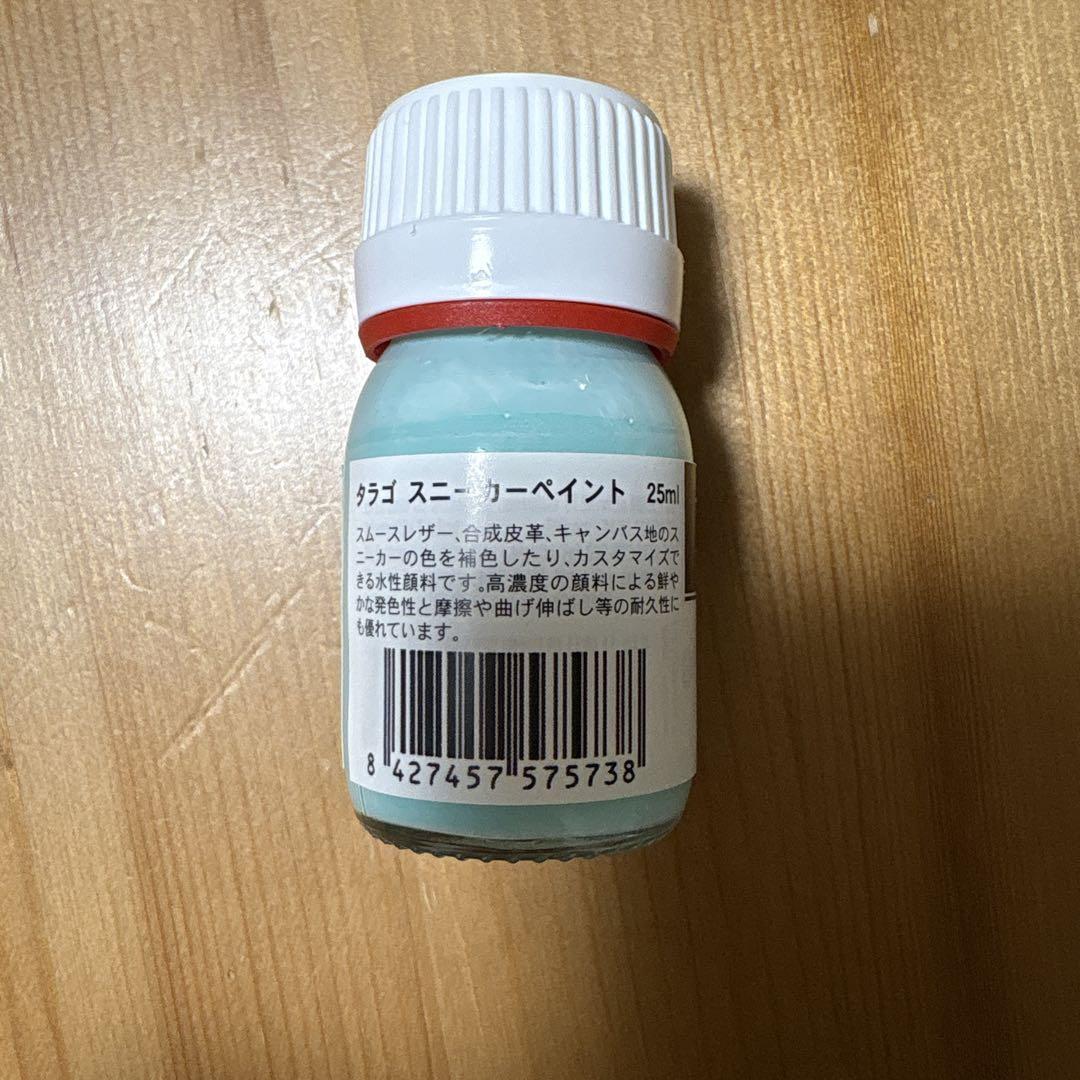 タラゴ スニーカーペイント 25ml
スムースレザー、合成皮革、キャンバス地のス
ニーカーの色を補色したり、カスタマイズで
きる水性顔料です。高濃度の顔料による鮮や
かな発色性と摩擦や曲げ伸ばし等の耐久性に
も優れています。
8 427457 575738